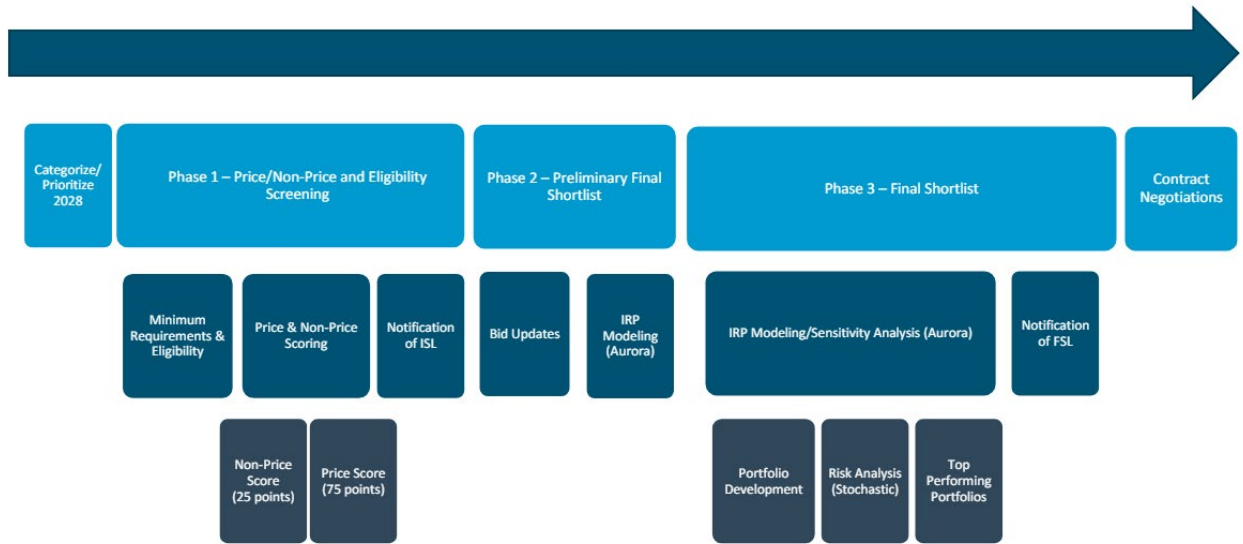 Categorize/
Prioritize
2028
Phase 1 – Price/Non-Price and Eligibility
Screening
Phase 2 – Preliminary Final
Shortlist
Phase 3 – Final Shortlist
Contract
Negotiations
Minimum
Requirements &
Eligibility
Price & Non-Price
Scoring
Notification
of ISL
Bid Updates
IRP
Modeling
(Aurora)
IRP Modeling/Sensitivity Analysis (Aurora)
Notification
of FSL
Non-Price
Score
(25 points)
Price Score
(75 points)
Portfolio
Development
Risk Analysis
(Stochastic)
Top
Performing
Portfolios